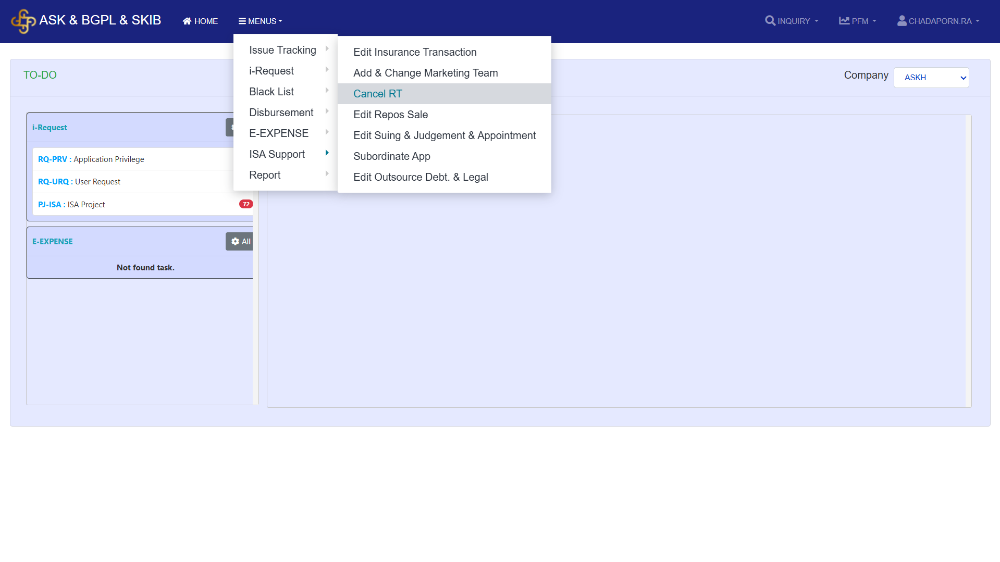 ASK & BGPL & SKIB
HOME
MENUS
INQUIRY
PFM
CHADAPORN.RA
Issue Tracking
i-Request
Black List
Disbursement
E-EXPENSE
ISA Support
Report
Edit Insurance Transaction
Add & Change Marketing Team
Cancel RT
Edit Repos Sale
Edit Suing & Judgement & Appointment
Subordinate App
Edit Outsource Debt. & Legal
TO-DO
Company
ASKH
i-Request
RQ-PRV : Application Privilege
RQ-URQ : User Request
PJ-ISA : ISA Project
72
E-EXPENSE
All
Not found task.